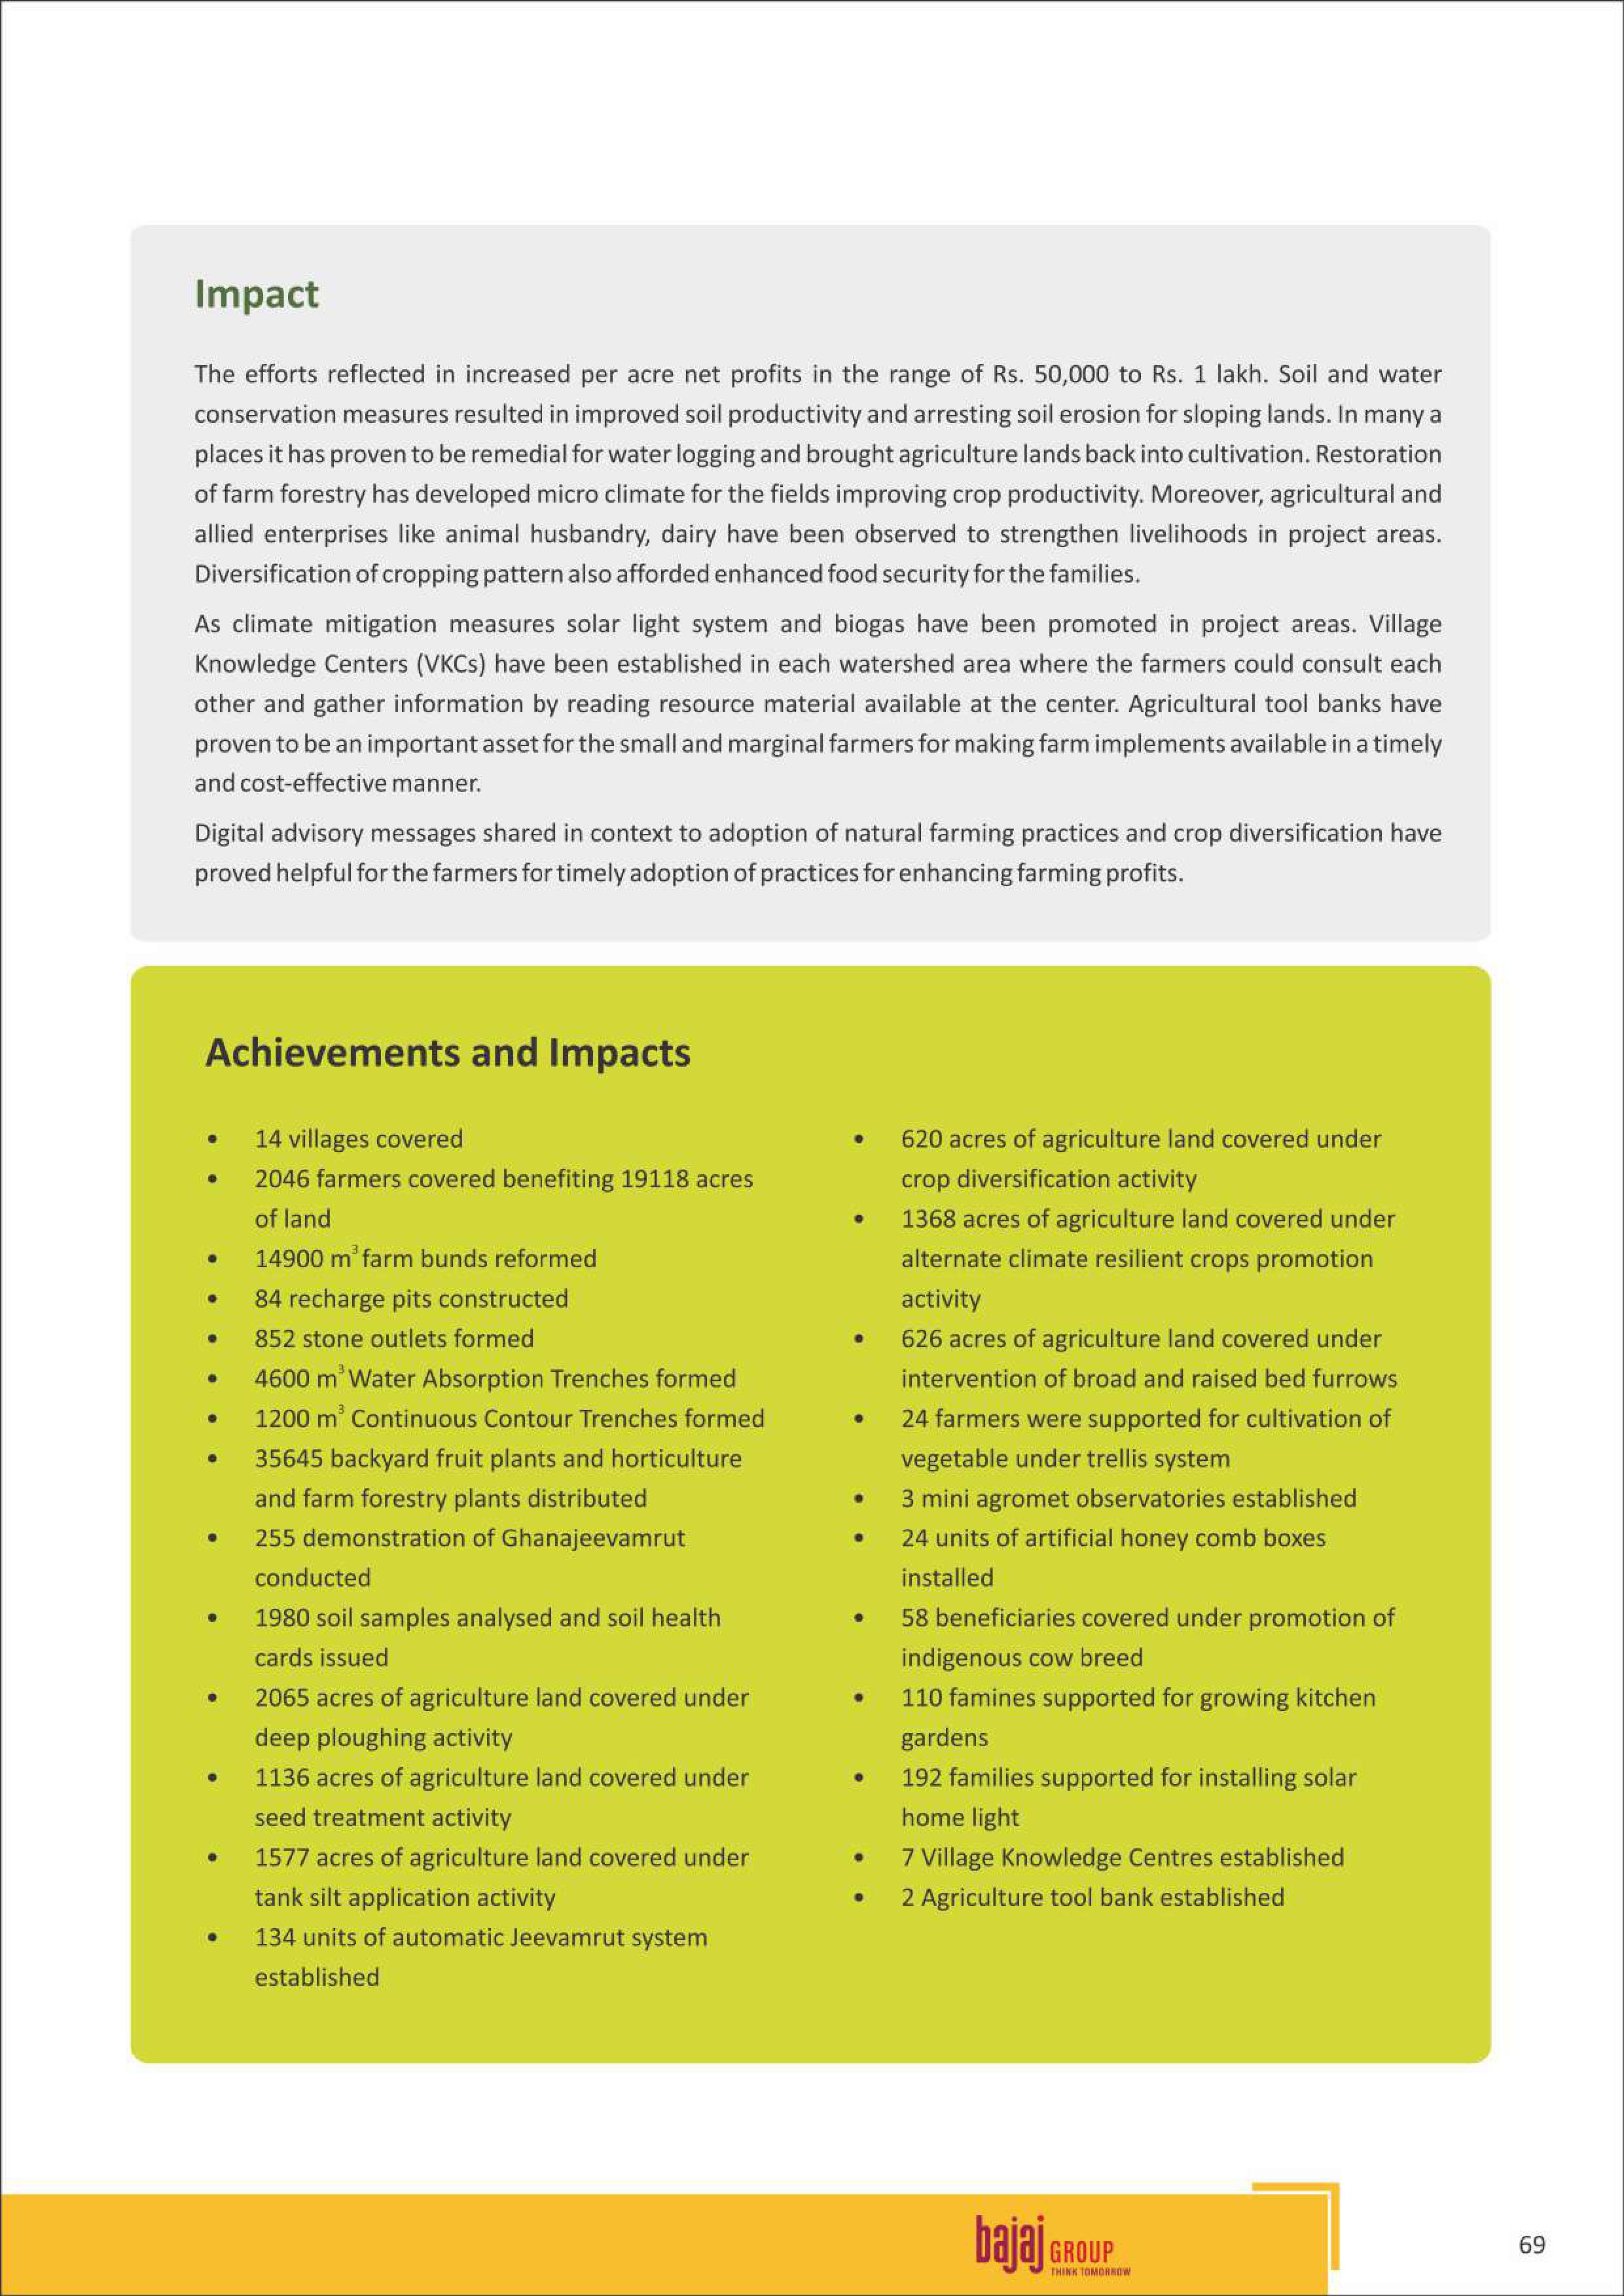 Impact
The efforts reflected in increased per acre net profits in the range of Rs. 50,000 to Rs. 1 lakh. Soil and water
conservation measures resulted in improved soil productivity and arresting soil erosion for sloping lands. In many a
places it has proven to be remedial for water logging and brought agriculture lands back into cultivation. Restoration
of farm forestry has developed micro climate for the fields improving crop productivity. Moreover, agricultural and
allied enterprises like animal husbandry, dairy have been observed to strengthen livelihoods in project areas.
Diversification of cropping pattern also afforded enhanced food security for the families.
As climate mitigation measures solar light system and biogas have been promoted in project areas. Village
Knowledge Centers (VKCs) have been established in each watershed area where the farmers could consult each
other and gather information by reading resource material available at the center. Agricultural tool banks have
proven to be an important asset for the small and marginal farmers for making farm implements available in a timely
and cost-effective manner.
Digital advisory messages shared in context to adoption of natural farming practices and crop diversification have
proved helpful for the farmers for timely adoption of practices for enhancing farming profits.
Achievements and Impacts
• 14 villages covered
• 2046 farmers covered benefiting 19118 acres
of land
• 14900 m³ farm bunds reformed
• 84 recharge pits constructed
• 852 stone outlets formed
• 4600 m³ Water Absorption Trenches formed
• 1200 m³ Continuous Contour Trenches formed
• 35645 backyard fruit plants and horticulture
and farm forestry plants distributed
• 255 demonstration of Ghanajeevamrut
conducted
• 1980 soil samples analysed and soil health
cards issued
• 2065 acres of agriculture land covered under
deep ploughing activity
• 1136 acres of agriculture land covered under
seed treatment activity
• 1577 acres of agriculture land covered under
tank silt application activity
• 134 units of automatic Jeevamrut system
established
• 620 acres of agriculture land covered under
crop diversification activity
• 1368 acres of agriculture land covered under
alternate climate resilient crops promotion
activity
• 626 acres of agriculture land covered under
intervention of broad and raised bed furrows
• 24 farmers were supported for cultivation of
vegetable under trellis system
• 3 mini agromet observatories established
• 24 units of artificial honey comb boxes
installed
• 58 beneficiaries covered under promotion of
indigenous cow breed
• 110 famines supported for growing kitchen
gardens
• 192 families supported for installing solar
home light
• 7 Village Knowledge Centres established
• 2 Agriculture tool bank established
bajaj GROUP
THINK TOMORROW
69